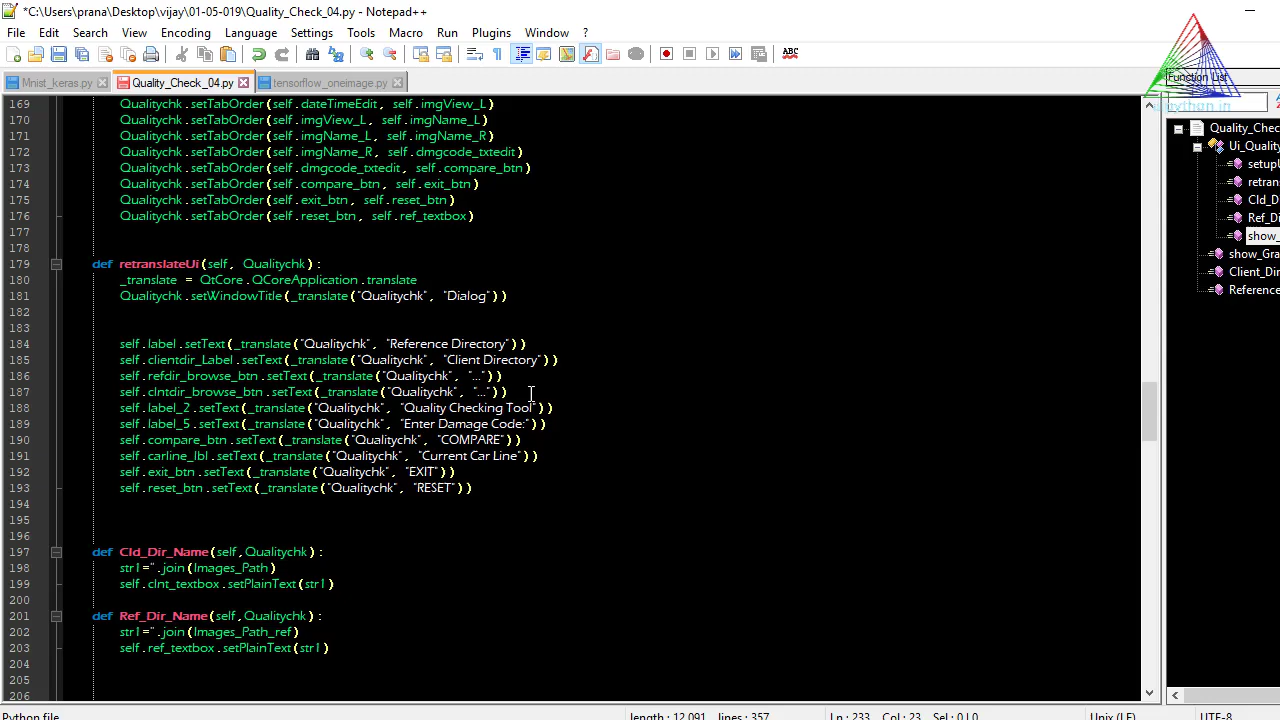 *C:\Users\prana\Desktop\vijay\01-05-019\Quality_Check_04.py - Notepad++
File Edit Search View Encoding Language Settings Tools Macro Run Plugins Window ?
Mnist_keras.py Quality_Check_04.py tensorflow_oneimage.py
Function List
169 Qualitychk.setTabOrder(self.dateTimeEdit, self.imgView_L)
170 Qualitychk.setTabOrder(self.imgView_L, self.imgName_L)
171 Qualitychk.setTabOrder(self.imgName_L, self.imgName_R)
172 Qualitychk.setTabOrder(self.imgName_R, self.dmgcode_txtedit)
173 Qualitychk.setTabOrder(self.dmgcode_txtedit, self.compare_btn)
174 Qualitychk.setTabOrder(self.compare_btn, self.exit_btn)
175 Qualitychk.setTabOrder(self.exit_btn, self.reset_btn)
176 Qualitychk.setTabOrder(self.reset_btn, self.ref_textbox)
177
178
179 def retranslateUi(self, Qualitychk):
180 _translate = QtCore.QCoreApplication.translate
181 Qualitychk.setWindowTitle(_translate("Qualitychk", "Dialog"))
182
183
184 self.label.setText(_translate("Qualitychk", "Reference Directory"))
185 self.clientdir_Label.setText(_translate("Qualitychk", "Client Directory"))
186 self.refdir_browse_btn.setText(_translate("Qualitychk", "..."))
187 self.clntdir_browse_btn.setText(_translate("Qualitychk", "..."))
188 self.label_2.setText(_translate("Qualitychk", "Quality Checking Tool"))
189 self.label_5.setText(_translate("Qualitychk", "Enter Damage Code:"))
190 self.compare_btn.setText(_translate("Qualitychk", "COMPARE"))
191 self.carline_lbl.setText(_translate("Qualitychk", "Current Car Line"))
192 self.exit_btn.setText(_translate("Qualitychk", "EXIT"))
193 self.reset_btn.setText(_translate("Qualitychk", "RESET"))
194
195
196
197 def Cld_Dir_Name(self,Qualitychk):
198 str1=''.join(Images_Path)
199 self.clnt_textbox.setPlainText(str1)
200
201 def Ref_Dir_Name(self,Qualitychk):
202 str1=''.join(Images_Path_ref)
203 self.ref_textbox.setPlainText(str1)
204
205
206
Quality_Che
Ui_Quality
setupU
retrans
Cld_D
Ref_Di
show_
show_Gra
Client_Dir
Reference
Python file length : 12,091 lines : 357 Ln : 233 Col : 23 Sel : 0 | 0 Unix (LF) UTF-8